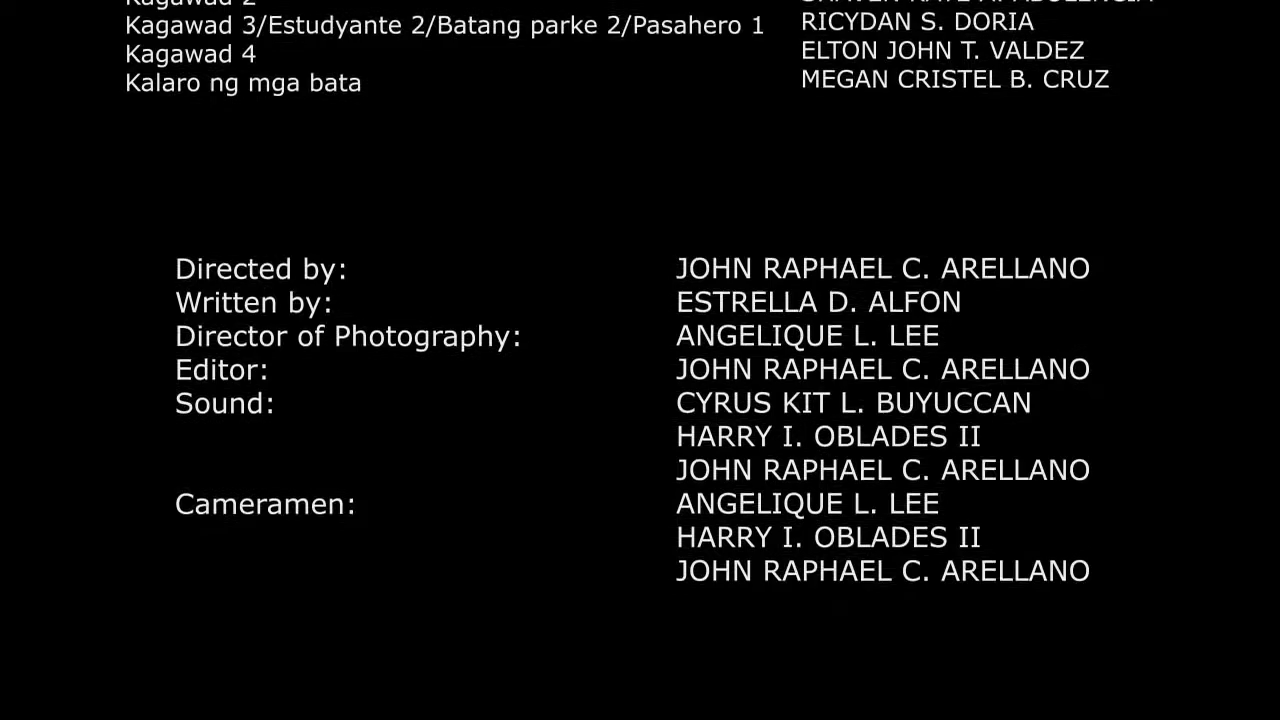 Kagawad 2
Kagawad 3/Estudyante 2/Batang parke 2/Pasahero 1 RICYDAN S. DORIA
Kagawad 4 ELTON JOHN T. VALDEZ
Kalaro ng mga bata MEGAN CRISTEL B. CRUZ
Directed by: JOHN RAPHAEL C. ARELLANO
Written by: ESTRELLA D. ALFON
Director of Photography: ANGELIQUE L. LEE
Editor: JOHN RAPHAEL C. ARELLANO
Sound: CYRUS KIT L. BUYUCCAN
HARRY I. OBLADES II
JOHN RAPHAEL C. ARELLANO
Cameramen: ANGELIQUE L. LEE
HARRY I. OBLADES II
JOHN RAPHAEL C. ARELLANO